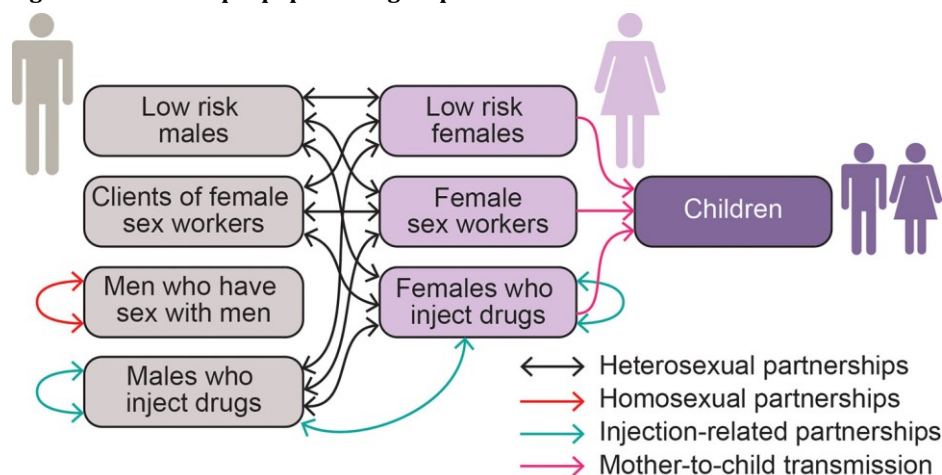 Low risk
males
Clients of female
sex workers
Men who have
sex with men
Males who
inject drugs
Low risk
females
Female
sex workers
Females who
inject drugs
Children
Heterosexual partnerships
Homosexual partnerships
Injection-related partnerships
Mother-to-child transmission